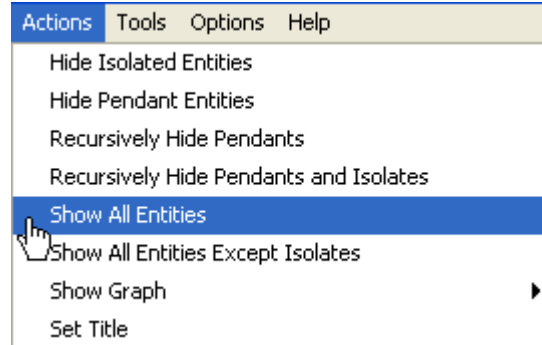 Actions Tools Options Help
Hide Isolated Entities
Hide Pendant Entities
Recursively Hide Pendants
Recursively Hide Pendants and Isolates
Show All Entities
Show All Entities Except Isolates
Show Graph
Set Title